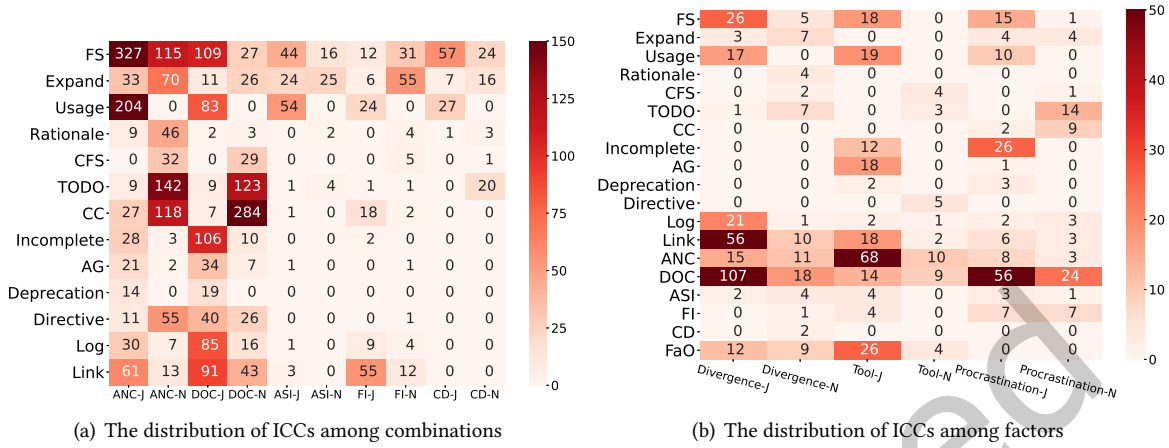 FS 327 115 109 27 44 16 12 31 57 24
Expand 33 70 11 26 24 25 6 55 7 16
Usage 204 0 83 0 54 0 24 0 27 0
Rationale 9 46 2 3 0 2 0 4 1 3
CFS 0 32 0 29 0 0 0 5 0 1
TODO 9 142 9 123 1 4 1 1 0 20
CC 27 118 7 284 1 0 18 2 0 0
Incomplete 28 3 106 10 0 0 2 0 0 0
AG 21 2 34 7 1 0 0 1 0 0
Deprecation 14 0 19 0 0 0 0 0 0 0
Directive 11 55 40 26 0 0 0 1 0 0
Log 30 7 85 16 1 0 9 4 0 0
Link 61 13 91 43 3 0 55 12 0 0
ANC-J ANC-N DOC-J DOC-N ASI-J ASI-N FI-J FI-N CD-J CD-N
150
125
100
75
50
25
0
(a) The distribution of ICCs among combinations
FS 26 5 18 0 15 1
Expand 3 7 0 0 4 4
Usage 17 0 19 0 10 0
Rationale 0 4 0 0 0 0
CFS 0 2 0 4 0 1
TODO 1 7 0 3 0 14
CC 0 0 0 0 2 9
Incomplete 0 0 12 0 26 0
AG 0 0 18 0 1 0
Deprecation 0 0 2 0 3 0
Directive 0 0 0 5 0 0
Log 21 1 2 1 2 3
Link 56 10 18 2 6 3
ANC 15 11 68 10 8 3
DOC 107 18 14 9 56 24
ASI 2 4 4 0 3 1
FI 0 1 4 0 7 7
CD 0 2 0 0 0 0
FaO 12 9 26 4 0 0
Divergence-J Divergence-N Tool-J Tool-N Procrastination-J Procrastination-N
50
40
30
20
10
0
(b) The distribution of ICCs among factors